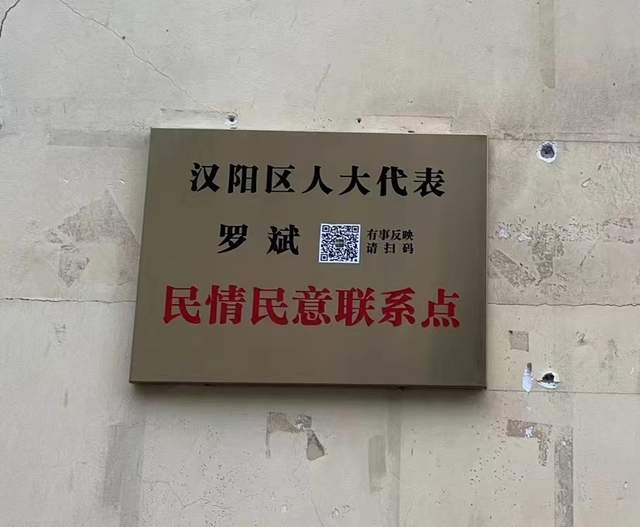 汉阳区人大代表
罗斌
有事反映
请扫码
民情民意联系点